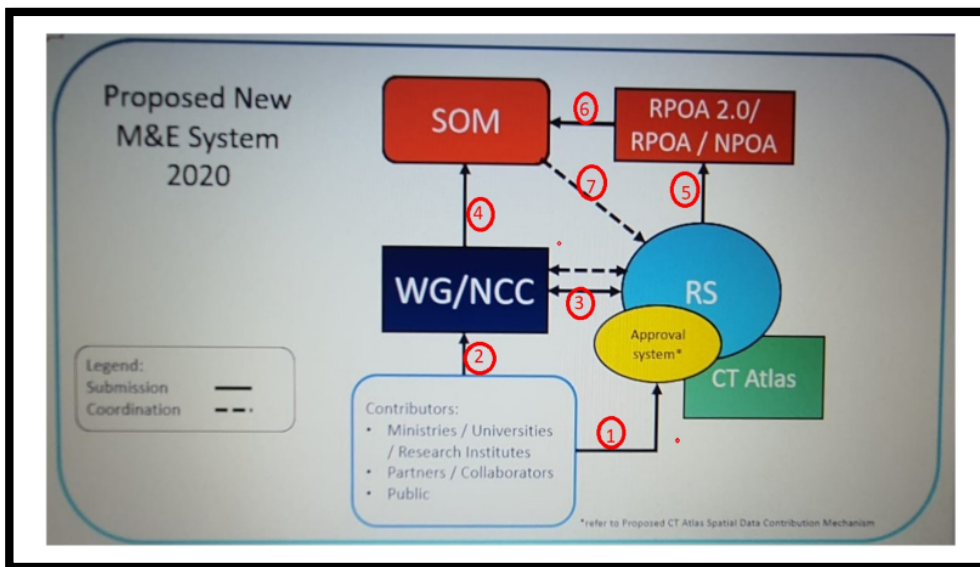 Proposed New
M&E System
2020
SOM
6
RPOA 2.0/
RPOA / NPOA
7
4
5
WG/NCC
3
RS
Approval
system*
CT Atlas
2
1
Legend:
Submission
Coordination
Contributors:
• Ministries / Universities
/ Research Institutes
• Partners / Collaborators
• Public
*refer to Proposed CT Atlas Spatial Data Contribution Mechanism